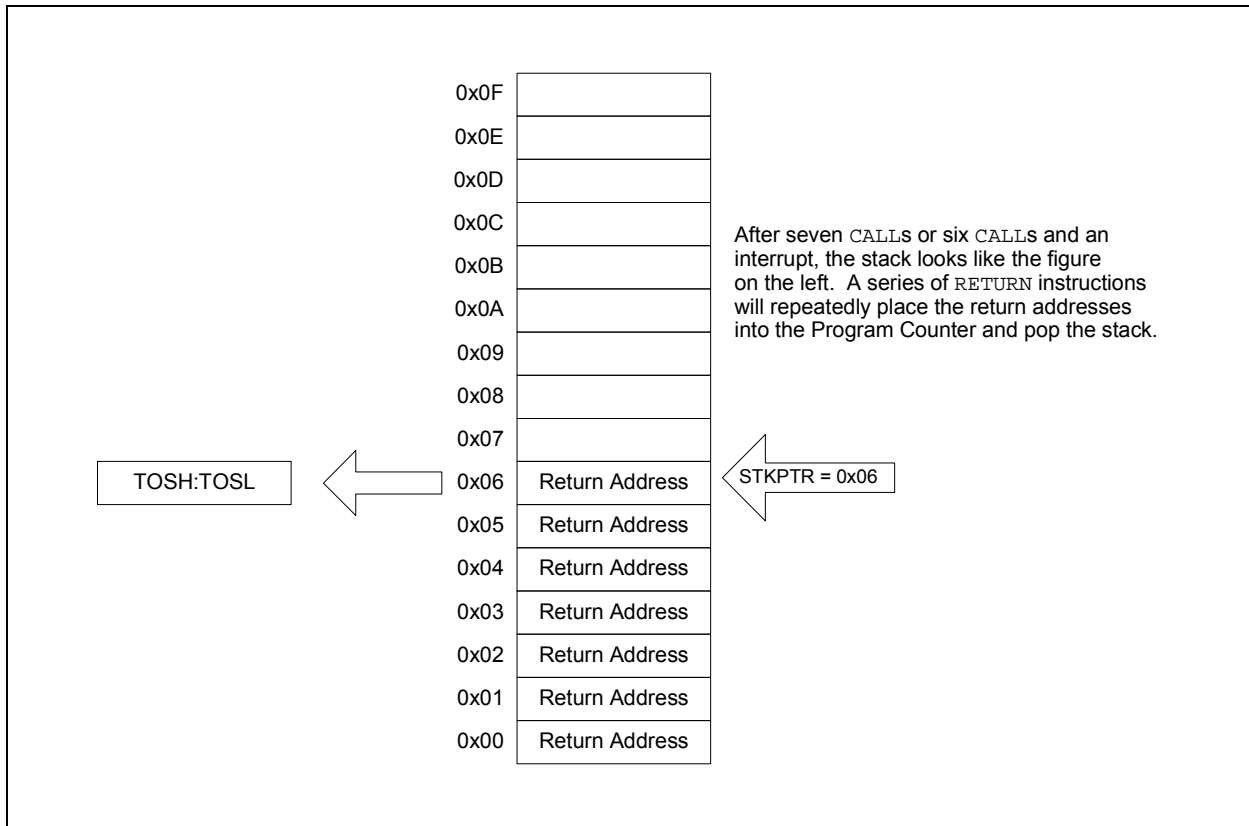 0x0F
0x0E
0x0D
0x0C
0x0B
0x0A
0x09
0x08
0x07
After seven CALLs or six CALLs and an
interrupt, the stack looks like the figure
on the left. A series of RETURN instructions
will repeatedly place the return addresses
into the Program Counter and pop the stack.
TOSH:TOSL
0x06 Return Address
STKPTR = 0x06
0x05 Return Address
0x04 Return Address
0x03 Return Address
0x02 Return Address
0x01 Return Address
0x00 Return Address